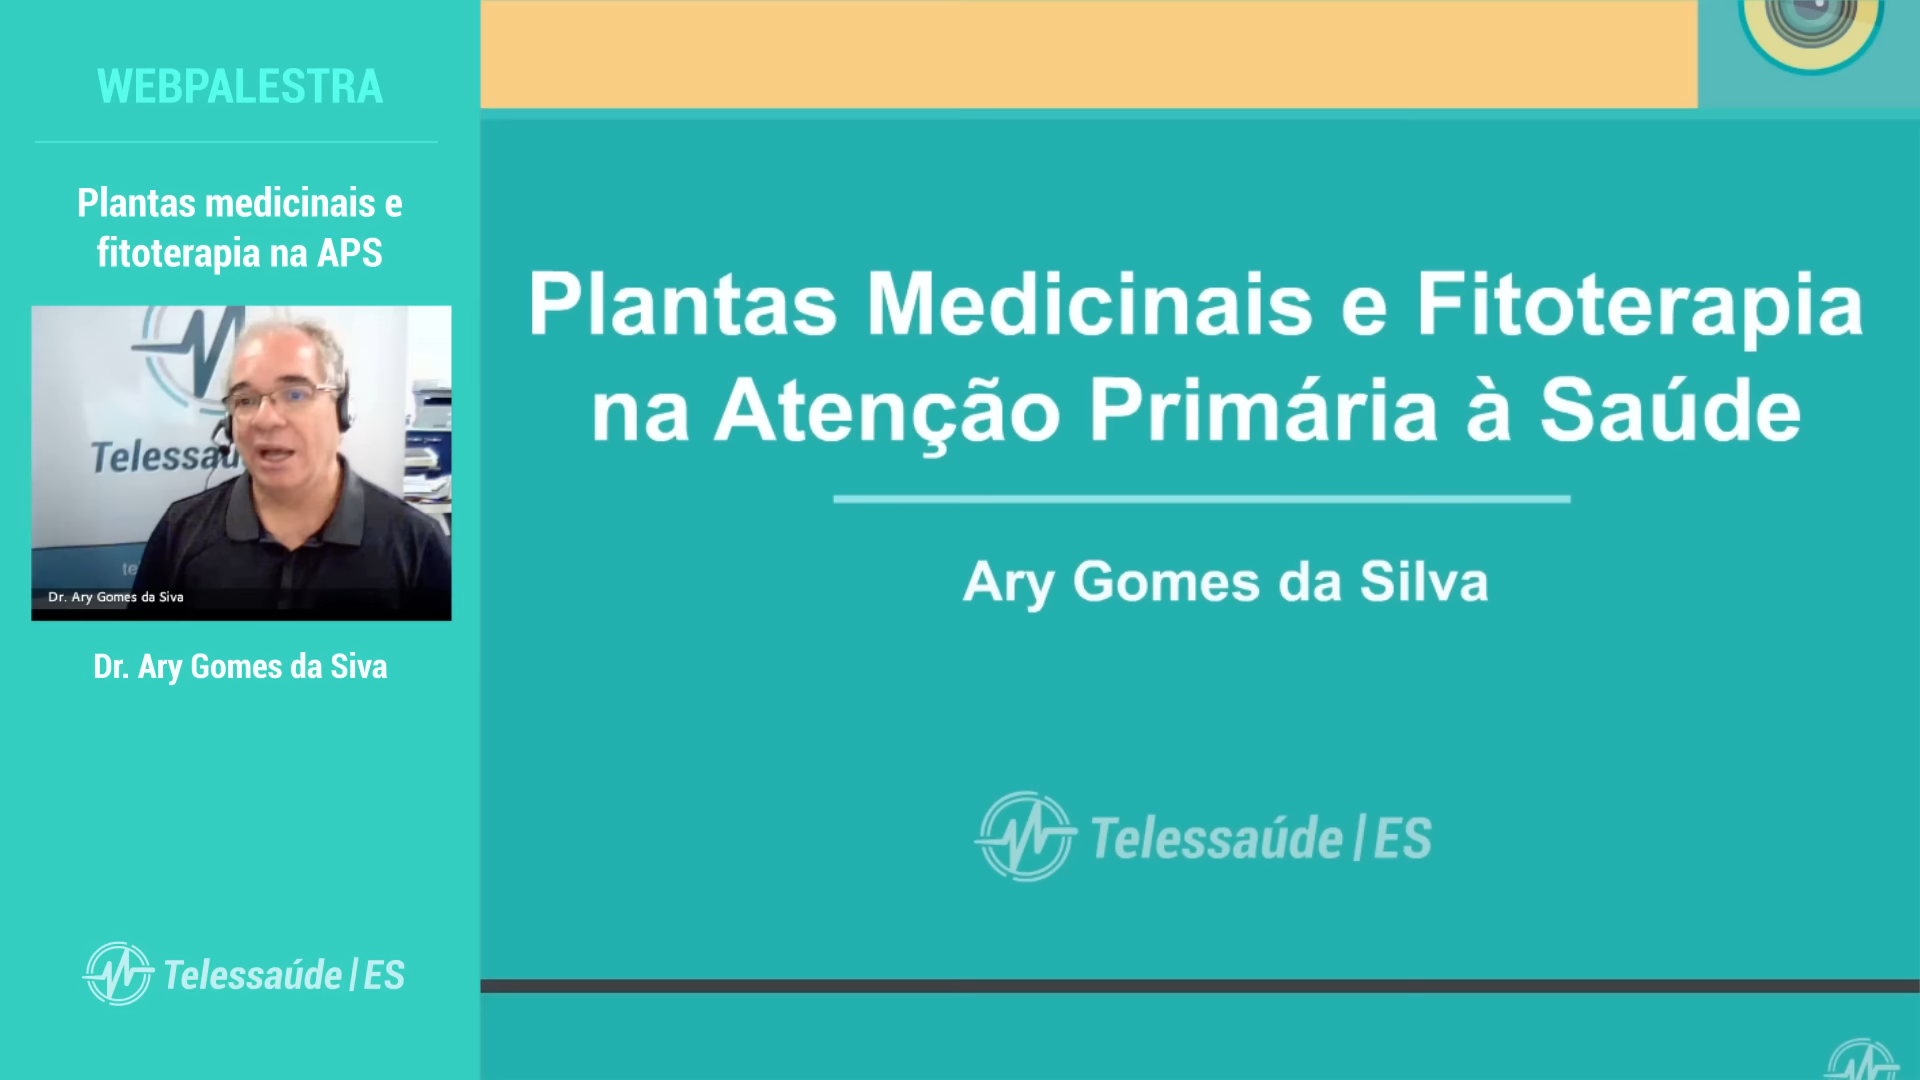 WEBPALESTRA
Plantas medicinais e
fitoterapia na APS
Telessaú
te
Dr. Ary Gomes da Siva
Dr. Ary Gomes da Siva
Telessaúde|ES
Plantas Medicinais e Fitoterapia
na Atenção Primária à Saúde
Ary Gomes da Silva
Telessaúde|ES